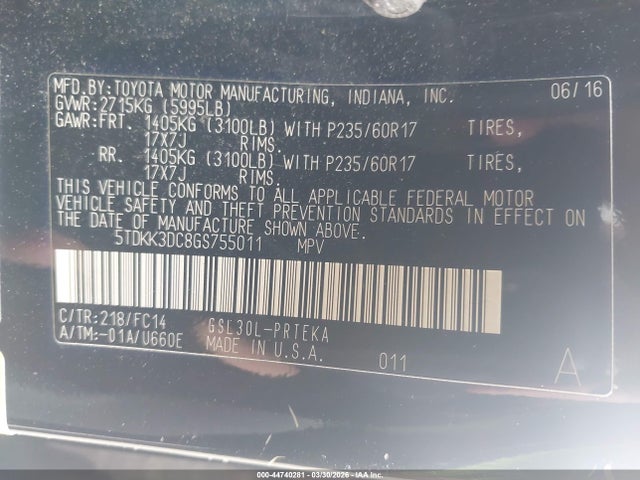 MFD.BY:TOYOTA MOTOR MANUFACTURING, INDIANA, INC. 06/16
GVWR:2715KG (5995LB)
GAWR:FRT. 1405KG (3100LB) WITH P235/60R17 TIRES,
17X7J RIMS.
RR. 1405KG (3100LB) WITH P235/60R17 TIRES,
17X7J RIMS.
THIS VEHICLE CONFORMS TO ALL APPLICABLE FEDERAL MOTOR
VEHICLE SAFETY AND THEFT PREVENTION STANDARDS IN EFFECT ON
THE DATE OF MANUFACTURE SHOWN ABOVE.
5TDKK3DC8GS755011 MPV
C/TR:218/FC14 GSL30L-PRTEKA
A/TM:-01A/U660E MADE IN U.S.A. 011 A
000-44740261 - 03/30/2026 - IAA Inc.